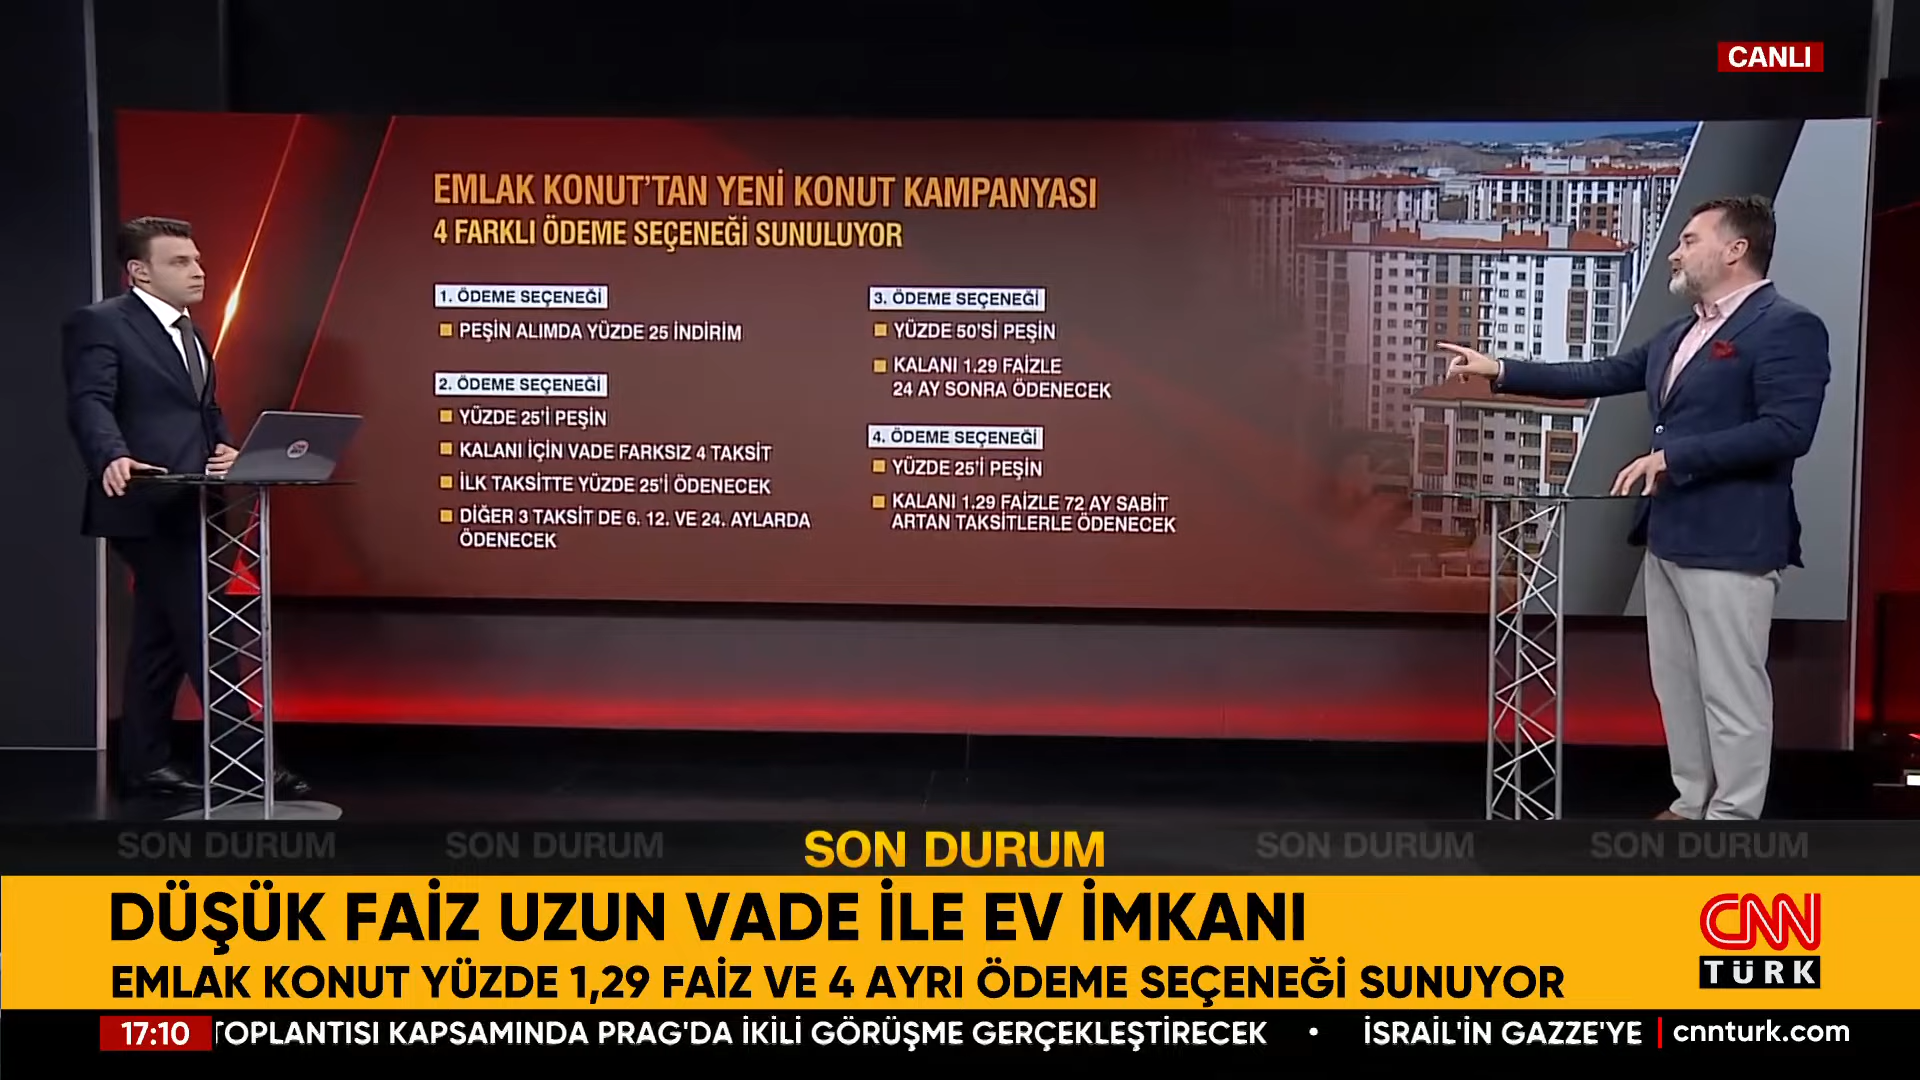 CANLI
EMLAK KONUT'TAN YENİ KONUT KAMPANYASI
4 FARKLI ÖDEME SEÇENEĞİ SUNULUYOR
1. ÖDEME SEÇENEĞİ
PEŞİN ALIMDA YÜZDE 25 İNDİRİM
2. ÖDEME SEÇENEĞİ
YÜZDE 25'İ PEŞİN
KALANI İÇİN VADE FARKSIZ 4 TAKSİT
İLK TAKSİTTE YÜZDE 25'İ ÖDENECEK
DİĞER 3 TAKSİT DE 6. 12. VE 24. AYLARDA
ÖDENECEK
3. ÖDEME SEÇENEĞİ
YÜZDE 50'Sİ PEŞİN
KALANI 1.29 FAİZLE
24 AY SONRA ÖDENECEK
4. ÖDEME SEÇENEĞİ
YÜZDE 25'İ PEŞİN
KALANI 1.29 FAİZLE 72 AY SABİT
ARTAN TAKSİTLERLE ÖDENECEK
SON DURUM SON DURUM SON DURUM SON DURUM SON DURUM
DÜŞÜK FAİZ UZUN VADE İLE EV İMKANI
EMLAK KONUT YÜZDE 1,29 FAİZ VE 4 AYRI ÖDEME SEÇENEĞİ SUNUYOR
CNN
TÜRK
17:10 TOPLANTISI KAPSAMINDA PRAG'DA İKİLİ GÖRÜŞME GERÇEKLEŞTİRECEK • İSRAİL'İN GAZZE'YE cnnturk.com